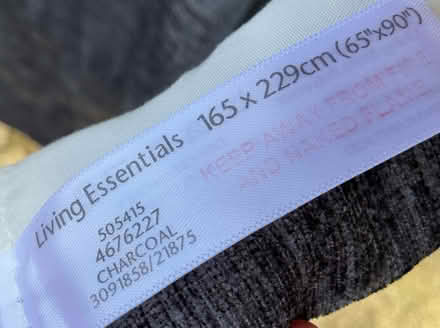 Living Essentials 165 x 229cm (65"x90")
505415
4676227
CHARCOAL
3091858/21875
KEEP AWAY FROM FIRE
AND NAKED FLAME